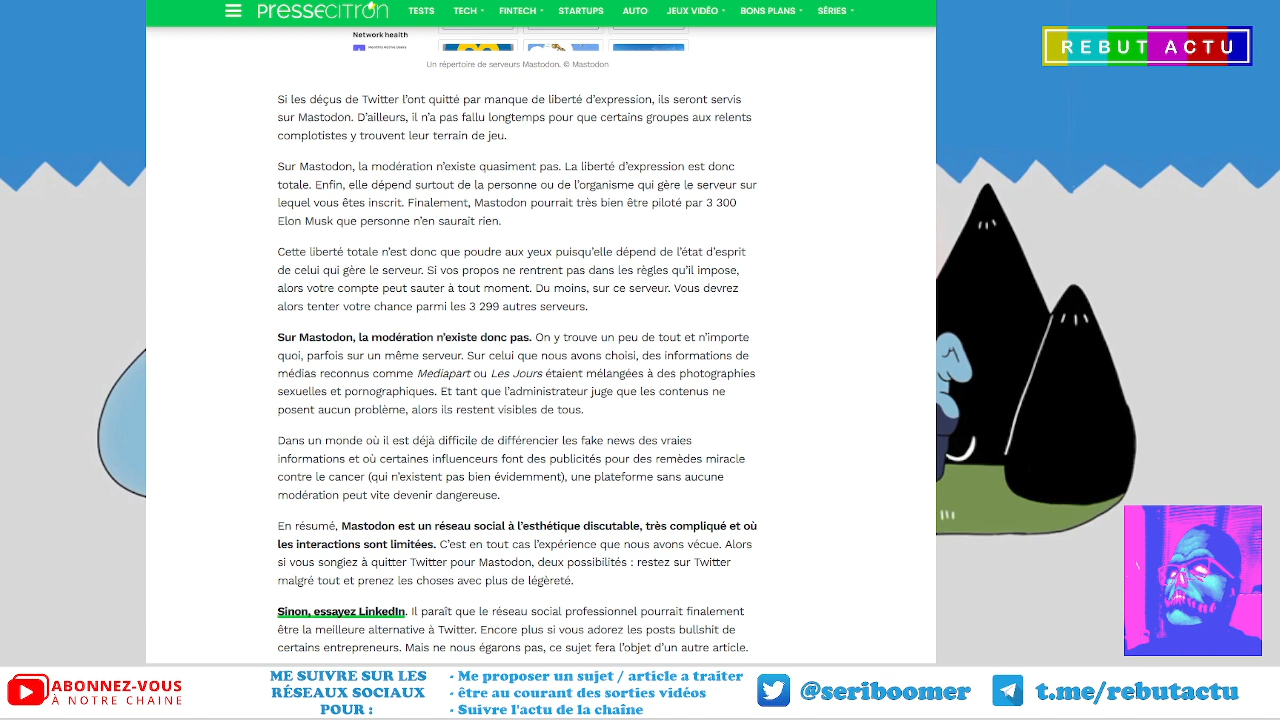 PRESSECITRON
TESTS
TECH
FINTECH
STARTUPS
AUTO
JEUX VIDÉO
BONS PLANS
SÉRIES
REBUT ACTU
Network health
Monthly Active Users
Un répertoire de serveurs Mastodon. © Mastodon
Si les déçus de Twitter l’ont quitté par manque de liberté d’expression, ils seront servis
sur Mastodon. D’ailleurs, il n’a pas fallu longtemps pour que certains groupes aux relents
complotistes y trouvent leur terrain de jeu.
Sur Mastodon, la modération n’existe quasiment pas. La liberté d’expression est donc
totale. Enfin, elle dépend surtout de la personne ou de l’organisme qui gère le serveur sur
lequel vous êtes inscrit. Finalement, Mastodon pourrait très bien être piloté par 3 300
Elon Musk que personne n’en saurait rien.
Cette liberté totale n’est donc que poudre aux yeux puisqu’elle dépend de l’état d’esprit
de celui qui gère le serveur. Si vos propos ne rentrent pas dans les règles qu’il impose,
alors votre compte peut sauter à tout moment. Du moins, sur ce serveur. Vous devrez
alors tenter votre chance parmi les 3 299 autres serveurs.
Sur Mastodon, la modération n’existe donc pas. On y trouve un peu de tout et n’importe
quoi, parfois sur un même serveur. Sur celui que nous avons choisi, des informations de
médias reconnus comme Mediapart ou Les Jours étaient mélangées à des photographies
sexuelles et pornographiques. Et tant que l’administrateur juge que les contenus ne
posent aucun problème, alors ils restent visibles de tous.
Dans un monde où il est déjà difficile de différencier les fake news des vraies
informations et où certaines influenceurs font des publicités pour des remèdes miracle
contre le cancer (qui n’existent pas bien évidemment), une plateforme sans aucune
modération peut vite devenir dangereuse.
En résumé, Mastodon est un réseau social à l’esthétique discutable, très compliqué et où
les interactions sont limitées. C’est en tout cas l’expérience que nous avons vécue. Alors
si vous songiez à quitter Twitter pour Mastodon, deux possibilités : restez sur Twitter
malgré tout et prenez les choses avec plus de légèreté.
Sinon, essayez LinkedIn. Il paraît que le réseau social professionnel pourrait finalement
être la meilleure alternative à Twitter. Encore plus si vous adorez les posts bullshit de
certains entrepreneurs. Mais ne nous égarons pas, ce sujet fera l’objet d’un autre article.
ABONNEZ-VOUS
À NOTRE CHAINE
ME SUIVRE SUR LES
RÉSEAUX SOCIAUX
POUR :
- Me proposer un sujet / article a traiter
- être au courant des sorties vidéos
- Suivre l'actu de la chaîne
@seriboomer
t.me/rebutactu